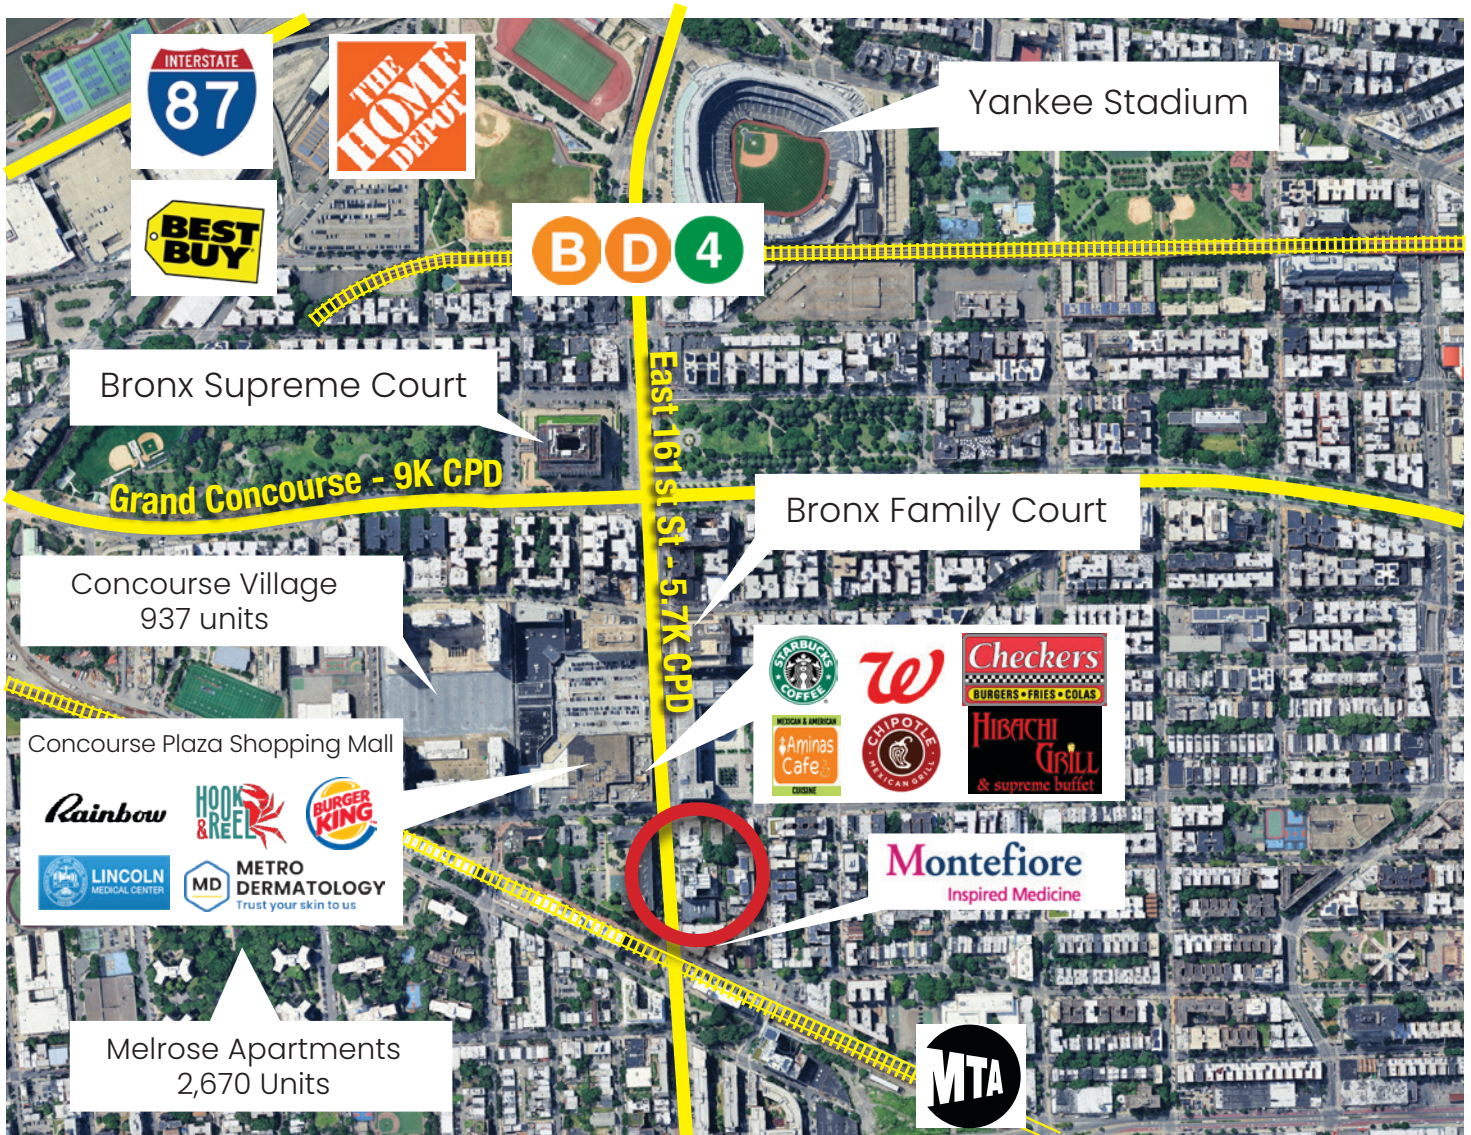 INTERSTATE
87
THE
HOME
DEPOT
BEST
BUY
Yankee Stadium
B D 4
Bronx Supreme Court
Grand Concourse - 9K CPD
East 161st St - 5.7K CPD
Bronx Family Court
Concourse Village
937 units
STARBUCKS
COFFEE
W
Checkers
BURGERS • FRIES • COLAS
MEXICAN & AMERICAN
Aminas
Cafe
CUISINE
CHIPOTLE
MEXICAN GRILL
HIBACHI
GRILL
& supreme buffet
Concourse Plaza Shopping Mall
Rainbow
HOOK
& REEL
BURGER
KING
LINCOLN
MEDICAL CENTER
MD
METRO
DERMATOLOGY
Trust your skin to us
Montefiore
Inspired Medicine
Melrose Apartments
2,670 Units
MTA